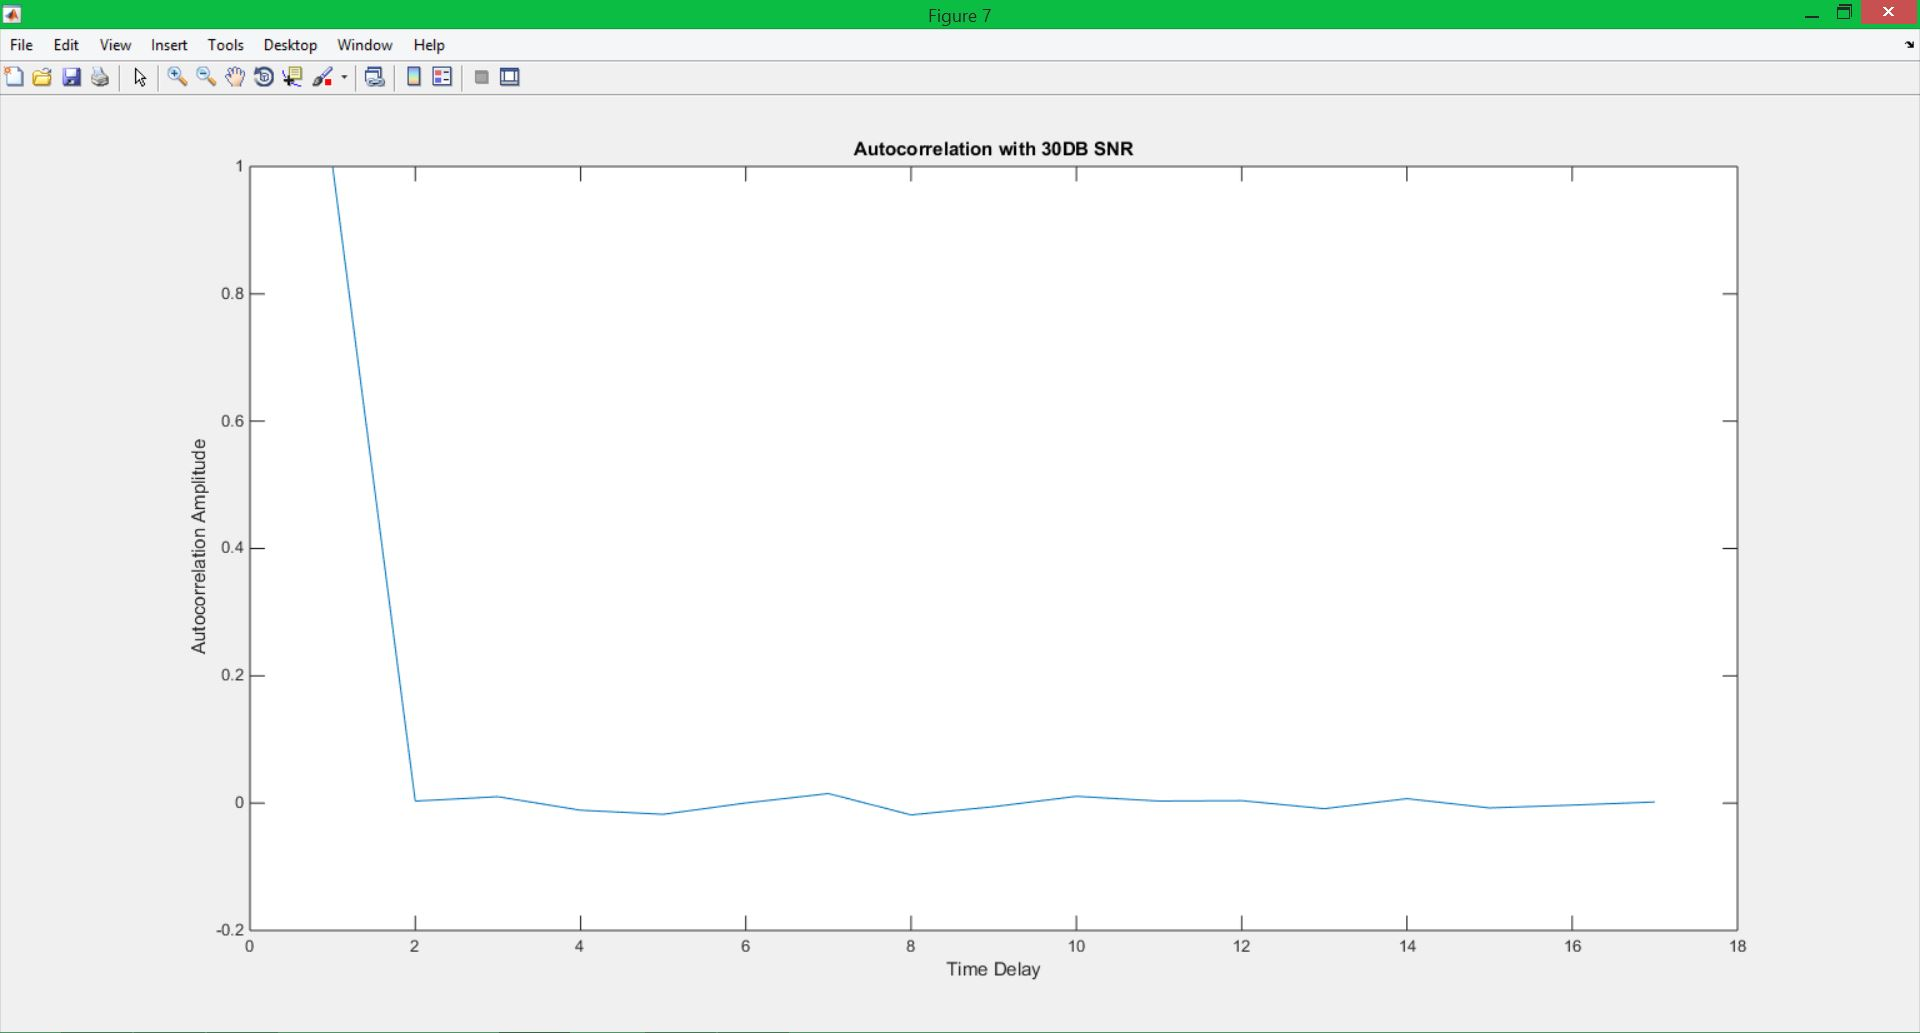 Figure 7
File Edit View Insert Tools Desktop Window Help
Autocorrelation with 30DB SNR
1
0.8
0.6
0.4
0.2
0
-0.2
Autocorrelation Amplitude
0 2 4 6 8 10 12 14 16 18
Time Delay